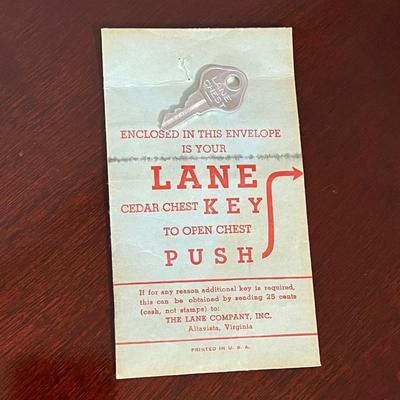 LANE
CHEST
ENCLOSED IN THIS ENVELOPE
IS YOUR
LANE
CEDAR CHEST KEY
TO OPEN CHEST
PUSH
If for any reason additional key is required,
this can be obtained by sending 25 cents
(cash, not stamps) to:
THE LANE COMPANY, INC.
Altavista, Virginia
PRINTED IN U. S. A.